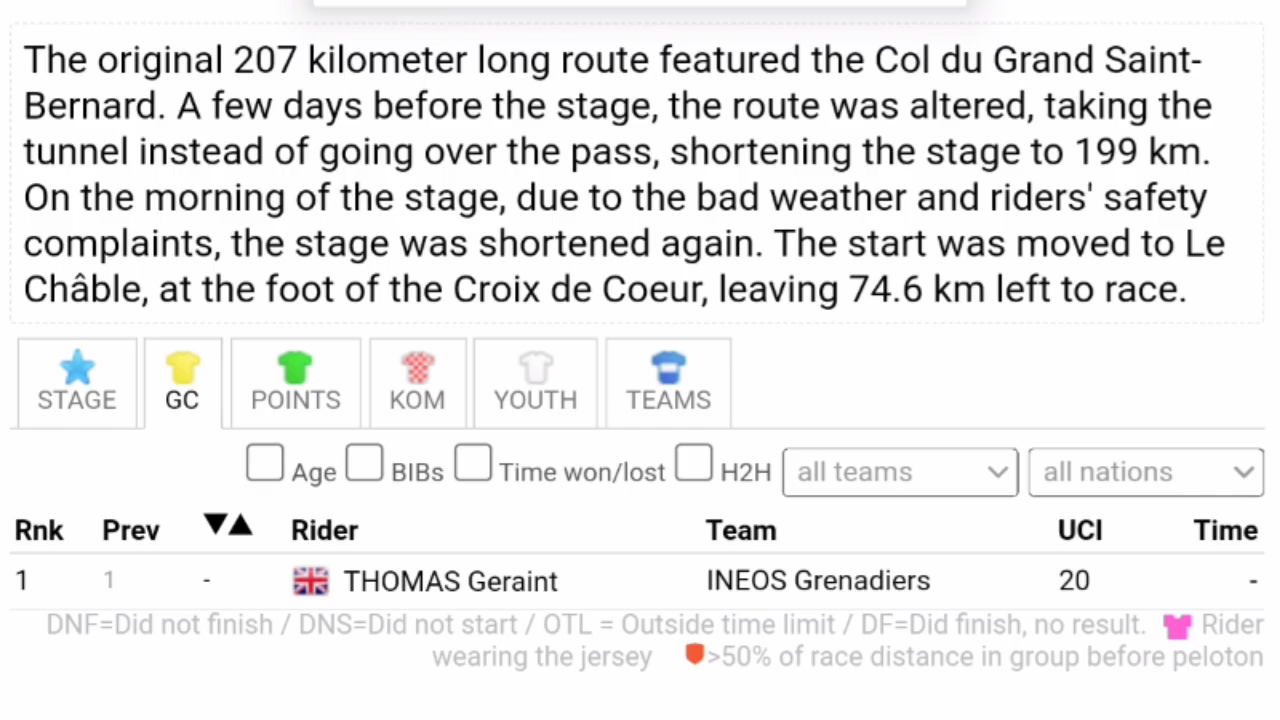 The original 207 kilometer long route featured the Col du Grand Saint-
Bernard. A few days before the stage, the route was altered, taking the
tunnel instead of going over the pass, shortening the stage to 199 km.
On the morning of the stage, due to the bad weather and riders' safety
complaints, the stage was shortened again. The start was moved to Le
Châble, at the foot of the Croix de Coeur, leaving 74.6 km left to race.
STAGE GC POINTS KOM YOUTH TEAMS
Age BIBs Time won/lost H2H all teams all nations
Rnk Prev ▼▲ Rider Team UCI Time
1 1 - THOMAS Geraint INEOS Grenadiers 20 -
DNF=Did not finish / DNS=Did not start / OTL = Outside time limit / DF=Did finish, no result. Rider
wearing the jersey >50% of race distance in group before peloton